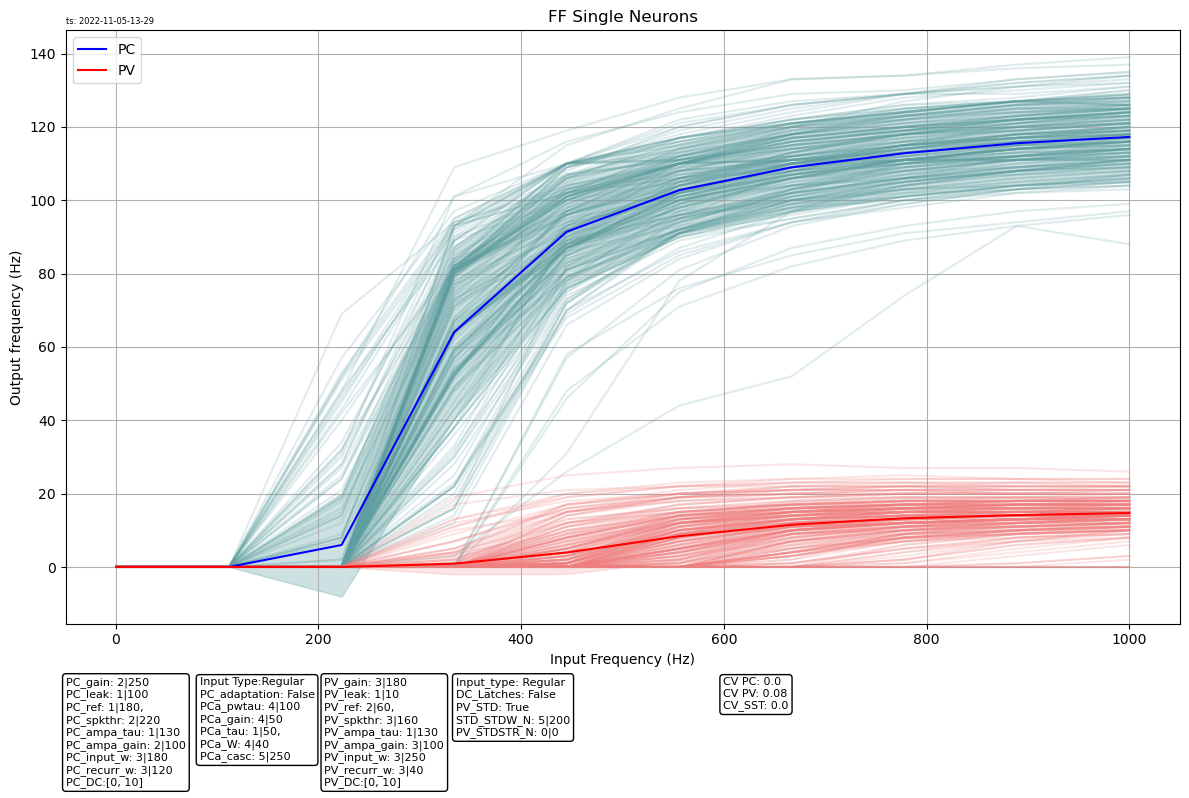 ts: 2022-11-05-13-29
FF Single Neurons
PC
PV
Output frequency (Hz)
140
120
100
80
60
40
20
0
0 200 400 600 800 1000
Input Frequency (Hz)
PC_gain: 2|250
PC_leak: 1|100
PC_ref: 1|180,
PC_spkthr: 2|220
PC_ampa_tau: 1|130
PC_ampa_gain: 2|100
PC_input_w: 3|180
PC_recurr_w: 3|120
PC_DC:[0, 10]
Input Type:Regular
PC_adaptation: False
PCa_pwtau: 4|100
PCa_gain: 4|50
PCa_tau: 1|50,
PCa_W: 4|40
PCa_casc: 5|250
PV_gain: 3|180
PV_leak: 1|10
PV_ref: 2|60,
PV_spkthr: 3|160
PV_ampa_tau: 1|130
PV_ampa_gain: 3|100
PV_input_w: 3|250
PV_recurr_w: 3|40
PV_DC:[0, 10]
Input_type: Regular
DC_Latches: False
PV_STD: True
STD_STDW_N: 5|200
PV_STDSTR_N: 0|0
CV PC: 0.0
CV PV: 0.08
CV_SST: 0.0